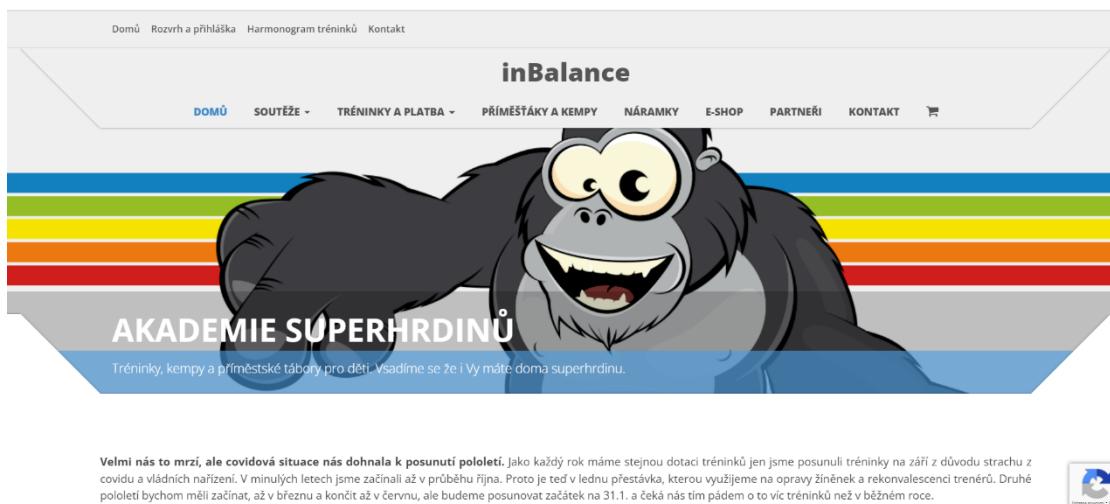 Domů Rozvrh a přihláška Harmonogram tréninků Kontakt
inBalance
DOMŮ SOUTĚŽE TRÉNINKY A PLATBA PŘÍMĚŠŤÁKY A KEMPY NÁRAMKY E-SHOP PARTNEŘI KONTAKT
AKADEMIE SUPERHRDINŮ
Tréninky, kempy a příměstské tábory pro děti. Vsadíme se že i Vy máte doma superhrdinu.
Velmi nás to mrzí, ale covidová situace nás dohnala k posunutí pololetí. Jako každý rok máme stejnou dotaci tréninků jen jsme posunuli tréninky na září z důvodu strachu z
covidu a vládních nařízení. V minulých letech jsme začínali až v průběhu října. Proto je teď v lednu přestávka, kterou využijeme na opravy žíněnek a rekonvalescenci trenérů. Druhé
pololetí bychom měli začínat, až v březnu a končit až v červnu, ale budeme posunovat začátek na 31.1. a čeká nás tím pádem o to víc tréninků než v běžném roce.